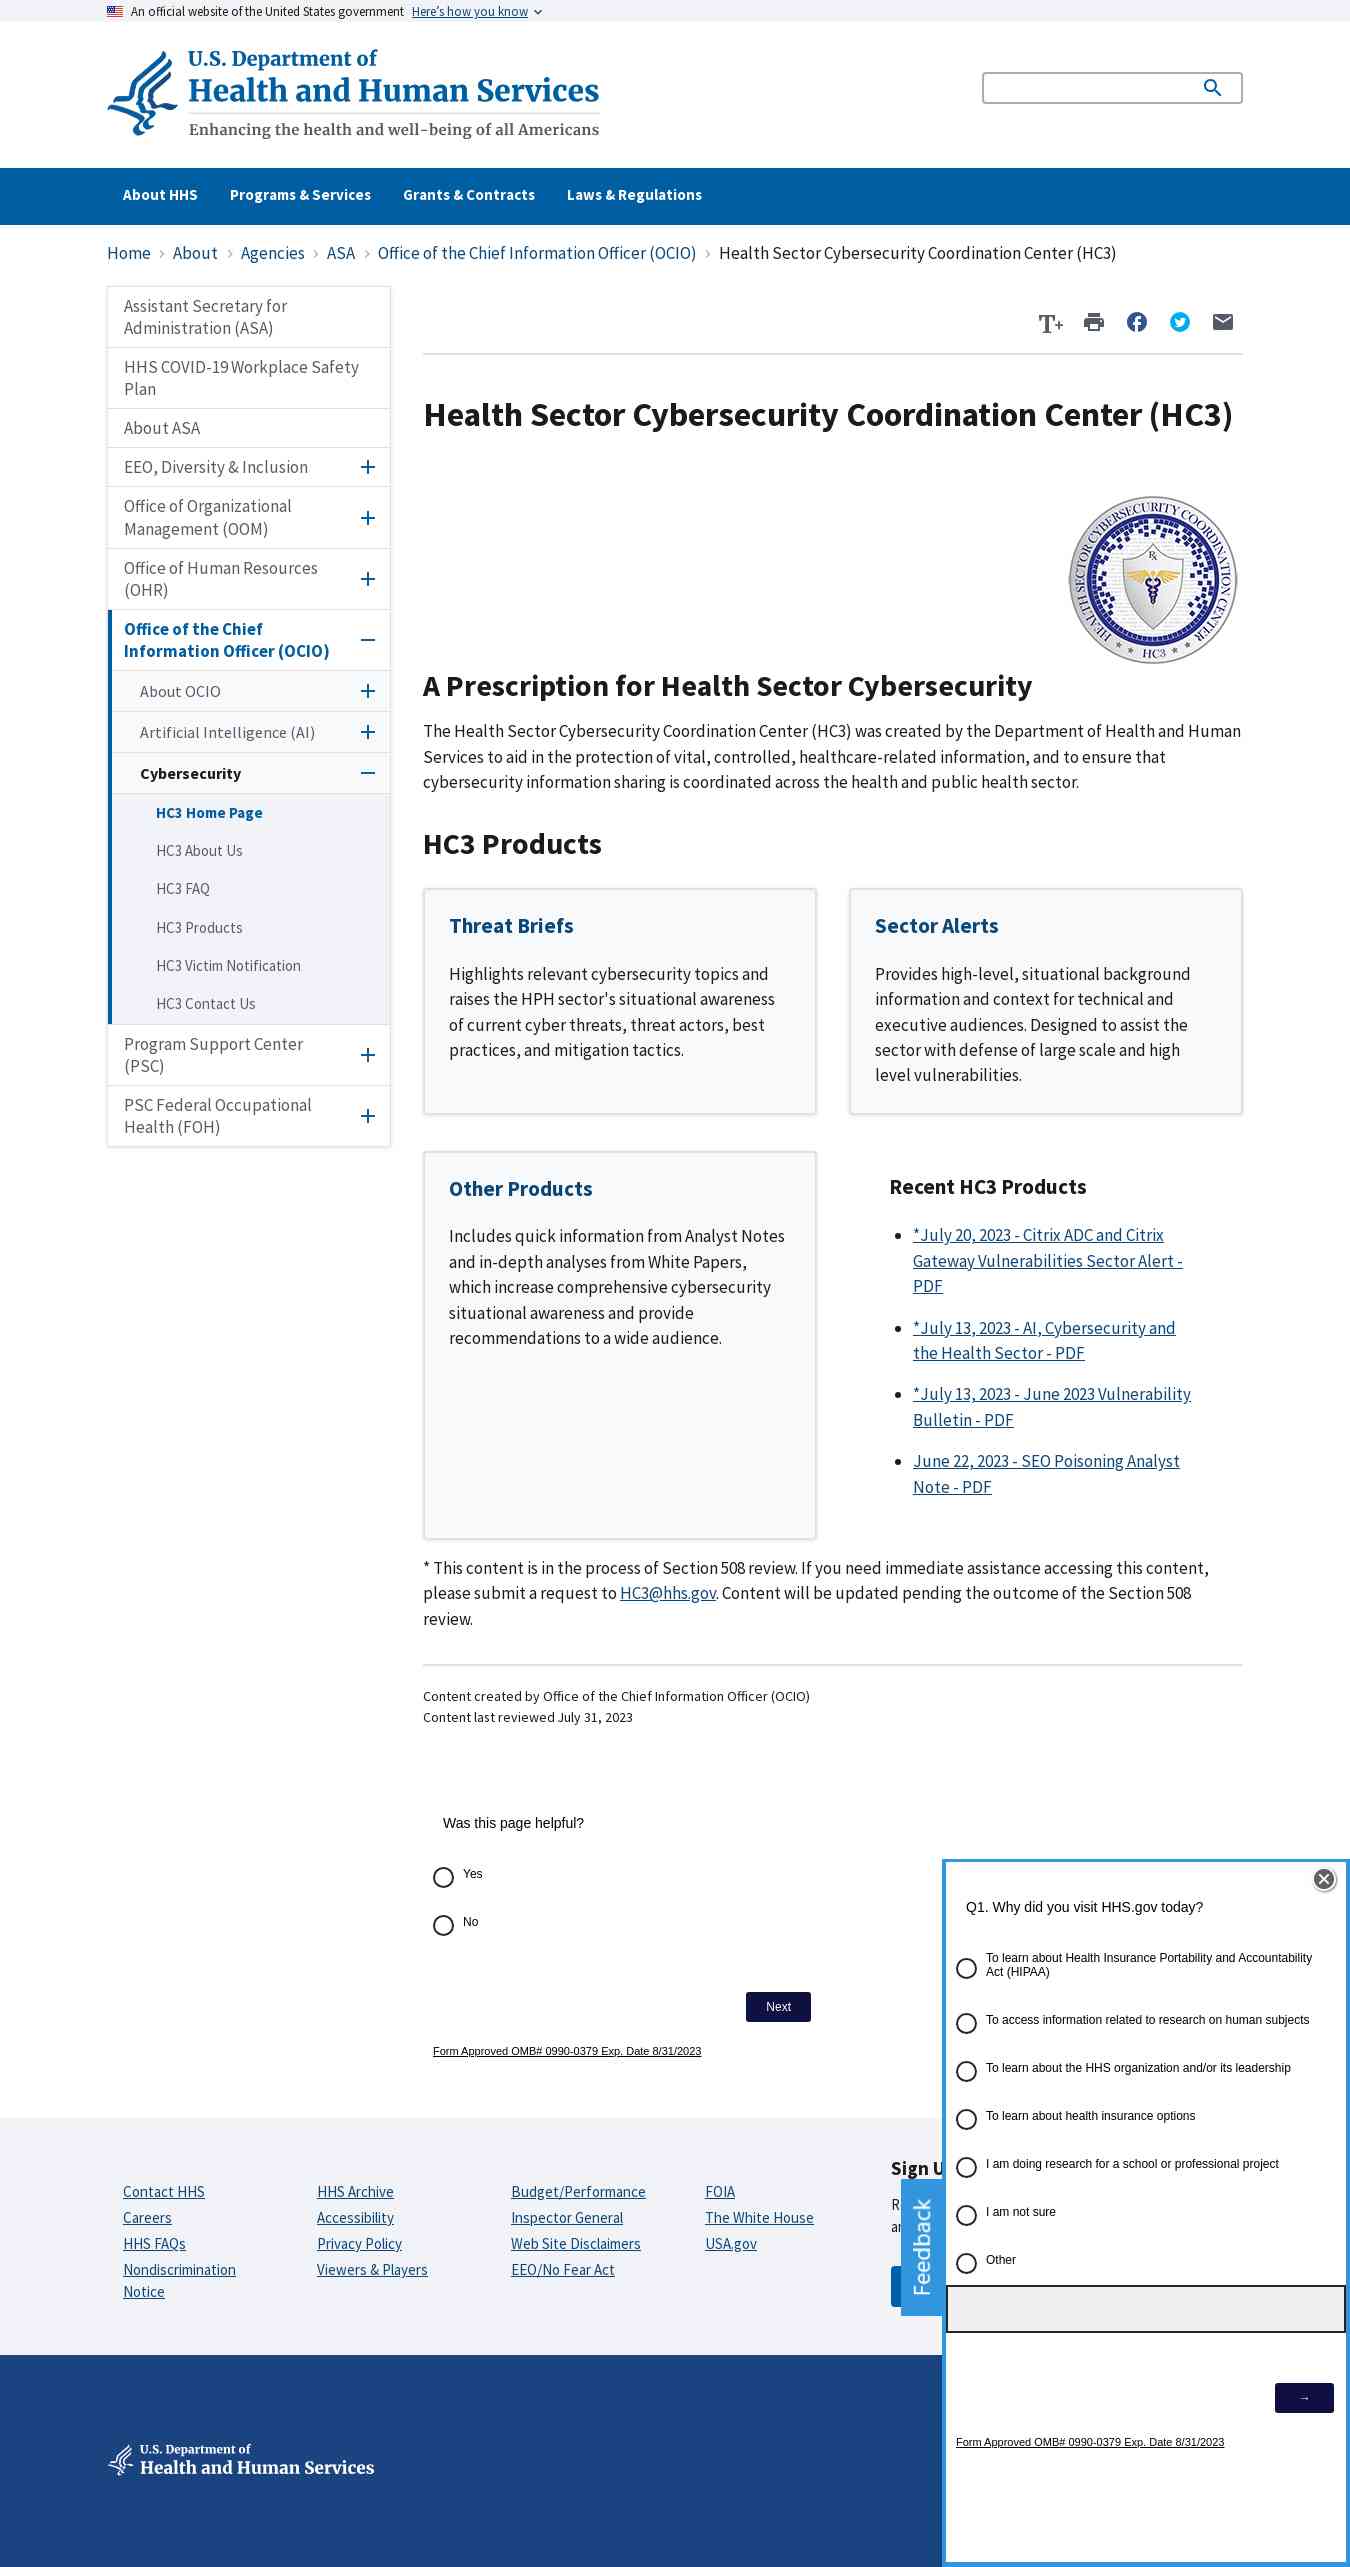 An official website of the United States government Here's how you know
U.S. Department of
Health and Human Services
Enhancing the health and well-being of all Americans
About HHS Programs & Services Grants & Contracts Laws & Regulations
Home About Agencies ASA Office of the Chief Information Officer (OCIO) Health Sector Cybersecurity Coordination Center (HC3)
Assistant Secretary for
Administration (ASA)
HHS COVID-19 Workplace Safety
Plan
About ASA
EEO, Diversity & Inclusion
Office of Organizational
Management (OOM)
Office of Human Resources
(OHR)
Office of the Chief
Information Officer (OCIO)
About OCIO
Artificial Intelligence (AI)
Cybersecurity
HC3 Home Page
HC3 About Us
HC3 FAQ
HC3 Products
HC3 Victim Notification
HC3 Contact Us
Program Support Center
(PSC)
PSC Federal Occupational
Health (FOH)
T+
Health Sector Cybersecurity Coordination Center (HC3)
HEALTH SECTOR CYBERSECURITY COORDINATION CENTER
HC3
A Prescription for Health Sector Cybersecurity
The Health Sector Cybersecurity Coordination Center (HC3) was created by the Department of Health and Human
Services to aid in the protection of vital, controlled, healthcare-related information, and to ensure that
cybersecurity information sharing is coordinated across the health and public health sector.
HC3 Products
Threat Briefs
Highlights relevant cybersecurity topics and
raises the HPH sector's situational awareness
of current cyber threats, threat actors, best
practices, and mitigation tactics.
Sector Alerts
Provides high-level, situational background
information and context for technical and
executive audiences. Designed to assist the
sector with defense of large scale and high
level vulnerabilities.
Other Products
Includes quick information from Analyst Notes
and in-depth analyses from White Papers,
which increase comprehensive cybersecurity
situational awareness and provide
recommendations to a wide audience.
Recent HC3 Products
*July 20, 2023 - Citrix ADC and Citrix
Gateway Vulnerabilities Sector Alert -
PDF
*July 13, 2023 - AI, Cybersecurity and
the Health Sector - PDF
*July 13, 2023 - June 2023 Vulnerability
Bulletin - PDF
June 22, 2023 - SEO Poisoning Analyst
Note - PDF
* This content is in the process of Section 508 review. If you need immediate assistance accessing this content,
please submit a request to HC3@hhs.gov. Content will be updated pending the outcome of the Section 508
review.
Content created by Office of the Chief Information Officer (OCIO)
Content last reviewed July 31, 2023
Was this page helpful?
Yes
No
Next
Form Approved OMB# 0990-0379 Exp. Date 8/31/2023
Q1. Why did you visit HHS.gov today?
To learn about Health Insurance Portability and Accountability
Act (HIPAA)
To access information related to research on human subjects
To learn about the HHS organization and/or its leadership
To learn about health insurance options
I am doing research for a school or professional project
I am not sure
Other
→
Form Approved OMB# 0990-0379 Exp. Date 8/31/2023
Feedback
Contact HHS
Careers
HHS FAQs
Nondiscrimination
Notice
HHS Archive
Accessibility
Privacy Policy
Viewers & Players
Budget/Performance
Inspector General
Web Site Disclaimers
EEO/No Fear Act
FOIA
The White House
USA.gov
Sign U
U.S. Department of
Health and Human Services